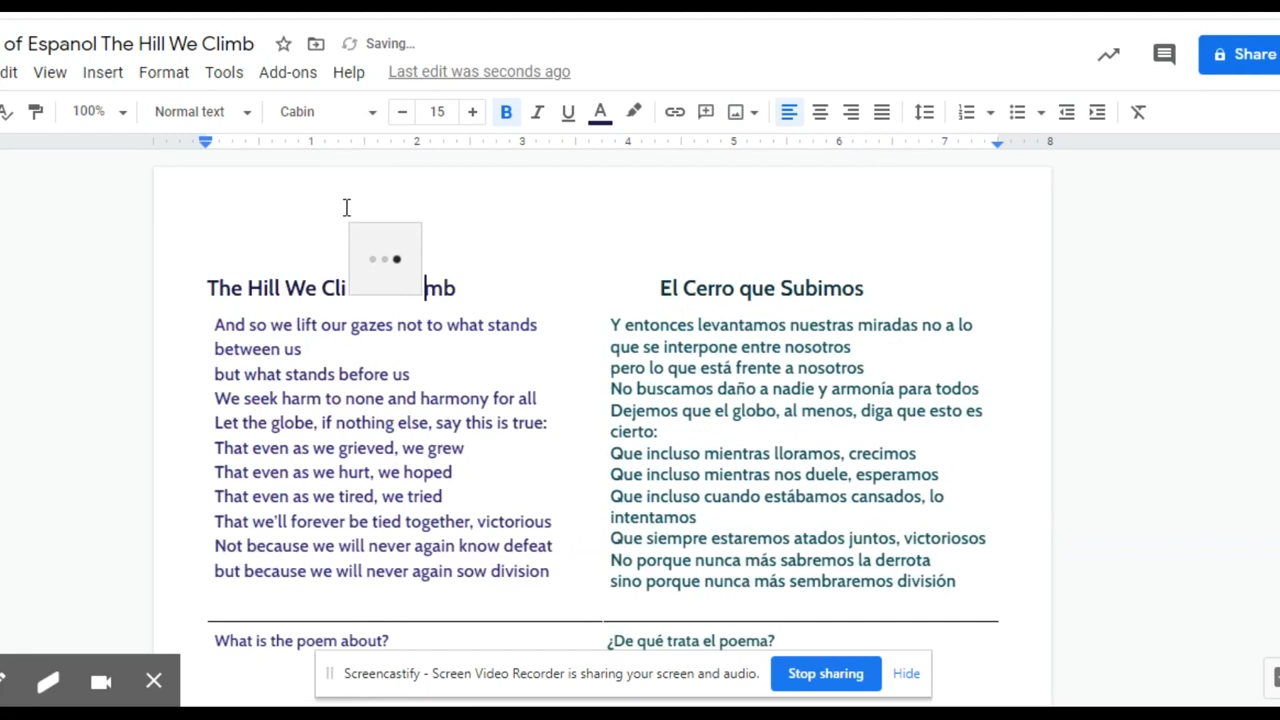 of Espanol The Hill We Climb
Saving...
dit View Insert Format Tools Add-ons Help Last edit was seconds ago
Share
100% Normal text Cabin 15 B I U A
1 2 3 4 5 6 7 8
The Hill We Cli mb
And so we lift our gazes not to what stands
between us
but what stands before us
We seek harm to none and harmony for all
Let the globe, if nothing else, say this is true:
That even as we grieved, we grew
That even as we hurt, we hoped
That even as we tired, we tried
That we'll forever be tied together, victorious
Not because we will never again know defeat
but because we will never again sow division
El Cerro que Subimos
Y entonces levantamos nuestras miradas no a lo
que se interpone entre nosotros
pero lo que está frente a nosotros
No buscamos daño a nadie y armonía para todos
Dejemos que el globo, al menos, diga que esto es
cierto:
Que incluso mientras lloramos, crecimos
Que incluso mientras nos duele, esperamos
Que incluso cuando estábamos cansados, lo
intentamos
Que siempre estaremos atados juntos, victoriosos
No porque nunca más sabremos la derrota
sino porque nunca más sembraremos división
What is the poem about?
¿De qué trata el poema?
Screencastify - Screen Video Recorder is sharing your screen and audio.
Stop sharing
Hide